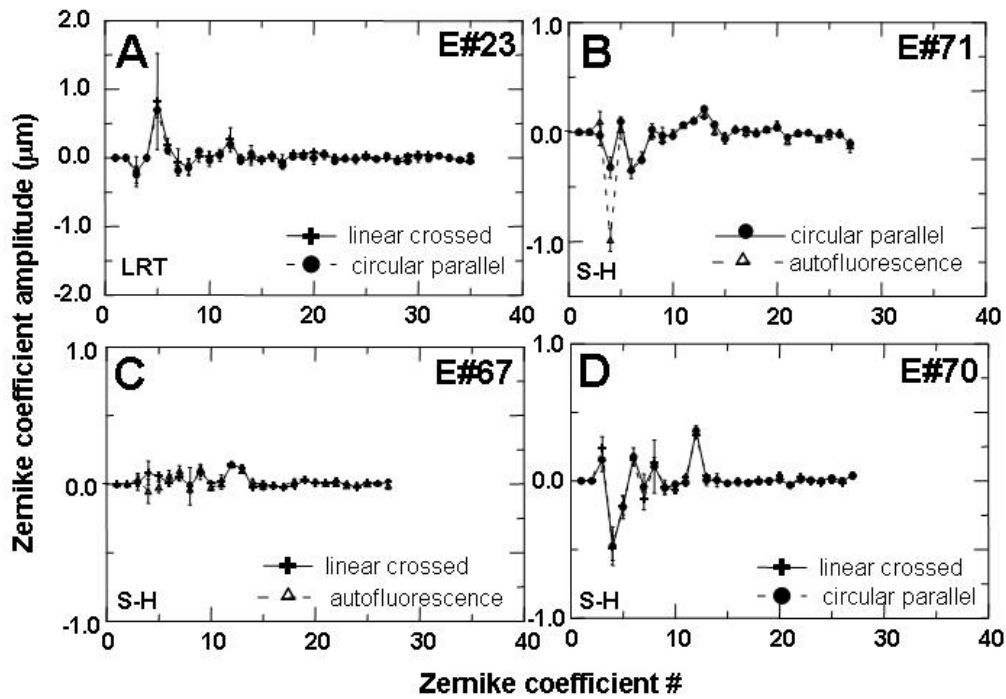 Zernike coefficient amplitude (μm)
2.0
1.0
0.0
-1.0
-2.0
A
E#23
linear crossed
circular parallel
LRT
0
10
20
30
40
1.0
0.0
-1.0
B
E#71
circular parallel
autofluorescence
S-H
0
10
20
30
40
1.0
0.0
-1.0
C
E#67
linear crossed
autofluorescence
S-H
0
10
20
30
40
1.0
0.0
-1.0
D
E#70
linear crossed
circular parallel
S-H
0
10
20
30
40
Zernike coefficient #